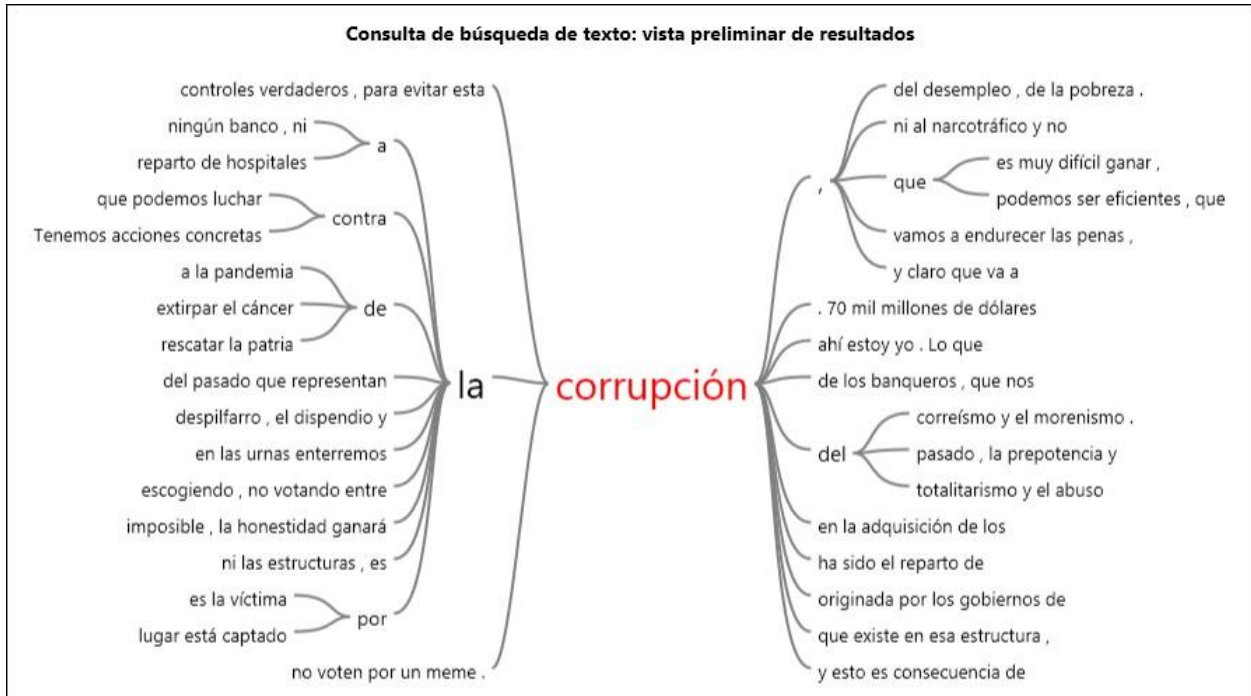 Consulta de búsqueda de texto: vista preliminar de resultados
controles verdaderos , para evitar esta
ningún banco , ni
reparto de hospitales
a
que podemos luchar
Tenemos acciones concretas
contra
a la pandemia
extirpar el cáncer
rescatar la patria
de
del pasado que representan
despilfarro , el dispendio y
en las urnas enterremos
escogiendo , no votando entre
imposible , la honestidad ganará
ni las estructuras , es
es la víctima
lugar está captado
por
no voten por un meme .
la
corrupción
,
del desempleo , de la pobreza .
ni al narcotráfico y no
que
es muy difícil ganar ,
podemos ser eficientes , que
vamos a endurecer las penas ,
y claro que va a
. 70 mil millones de dólares
ahí estoy yo . Lo que
de los banqueros , que nos
del
correísmo y el morenismo .
pasado , la prepotencia y
totalitarismo y el abuso
en la adquisición de los
ha sido el reparto de
originada por los gobiernos de
que existe en esa estructura ,
y esto es consecuencia de